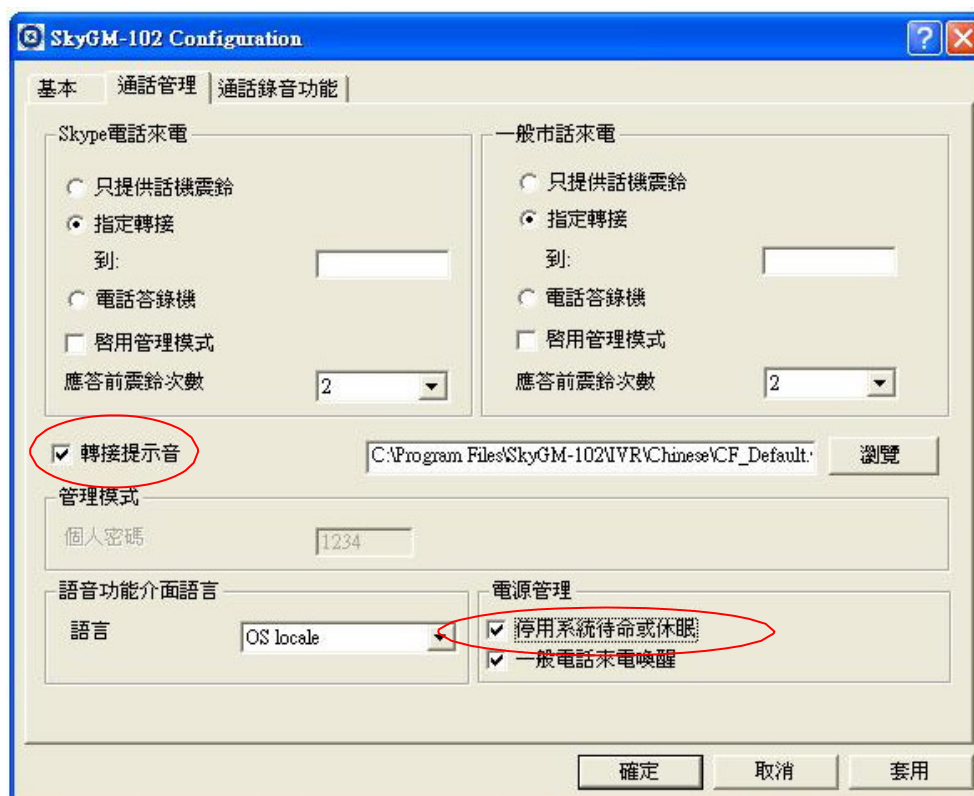 SkyGM-102 Configuration
基本 通話管理 通話錄音功能
Skype電話來電
只提供話機震鈴
指定轉接
到:
電話答錄機
啓用管理模式
應答前震鈴次數 2
一般市話來電
只提供話機震鈴
指定轉接
到:
電話答錄機
啓用管理模式
應答前震鈴次數 2
轉接提示音 C:\Program Files\SkyGM-102\IVR\Chinese\CF_Default. 瀏覽
管理模式
個人密碼 1234
語音功能介面語言
語言 OS locale
電源管理
停用系統待命或休眠
一般電話來電喚醒
確定 取消 套用